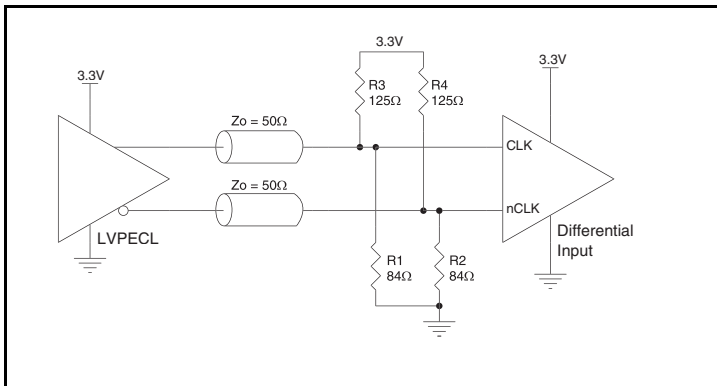 3.3V
3.3V
3.3V
R3
125Ω
R4
125Ω
Zo = 50Ω
CLK
Zo = 50Ω
nCLK
LVPECL
Differential
Input
R1
84Ω
R2
84Ω